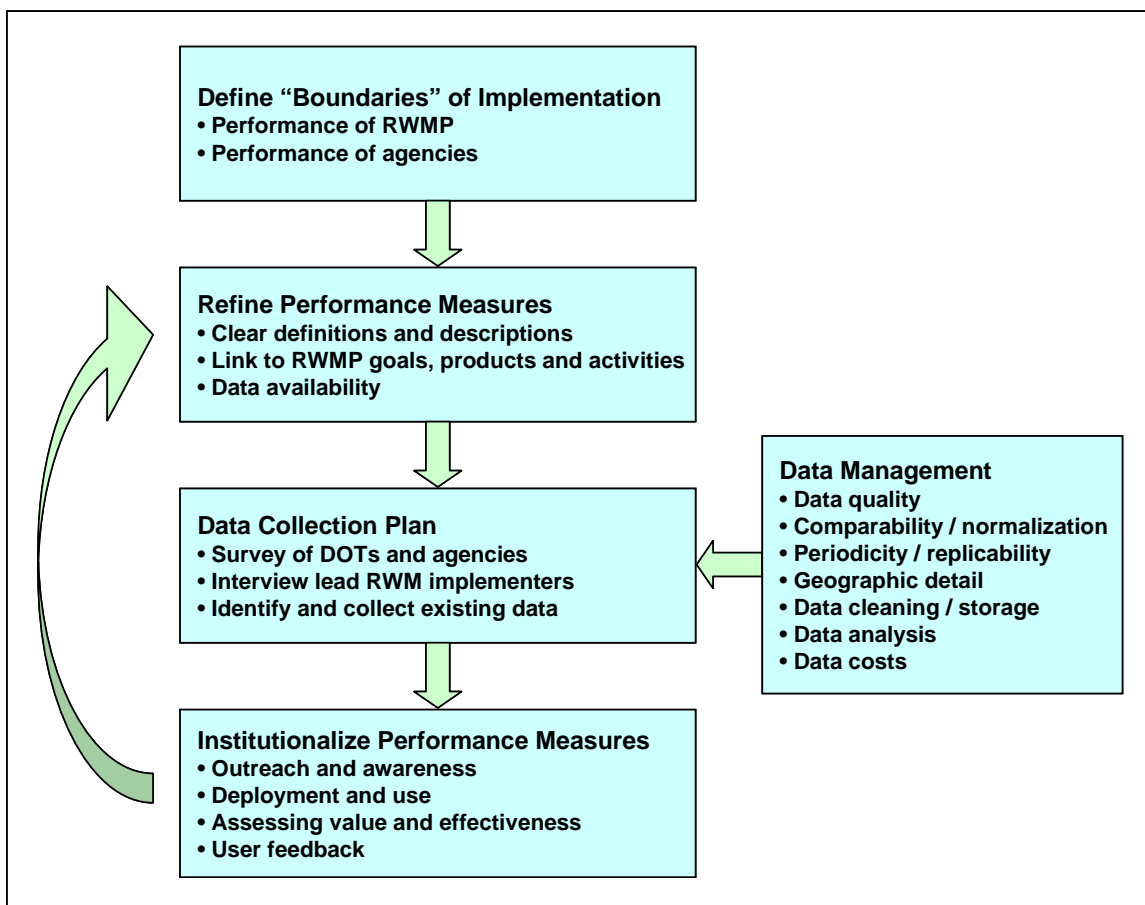 Define “Boundaries” of Implementation
• Performance of RWMP
• Performance of agencies
Refine Performance Measures
• Clear definitions and descriptions
• Link to RWMP goals, products and activities
• Data availability
Data Collection Plan
• Survey of DOTs and agencies
• Interview lead RWM implementers
• Identify and collect existing data
Data Management
• Data quality
• Comparability / normalization
• Periodicity / replicability
• Geographic detail
• Data cleaning / storage
• Data analysis
• Data costs
Institutionalize Performance Measures
• Outreach and awareness
• Deployment and use
• Assessing value and effectiveness
• User feedback